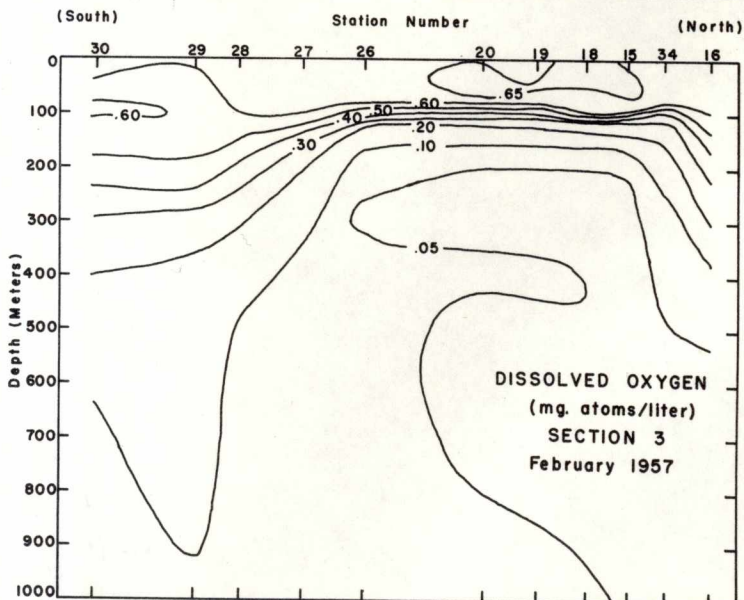 (South) Station Number (North)
30 29 28 27 26 20 19 18 15 34 16
0
100
200
300
400
500
600
700
800
900
1000
Depth (Meters)
.65
.60
.60
.50
.40
.30
.20
.10
.05
DISSOLVED OXYGEN
(mg. atoms/liter)
SECTION 3
February 1957